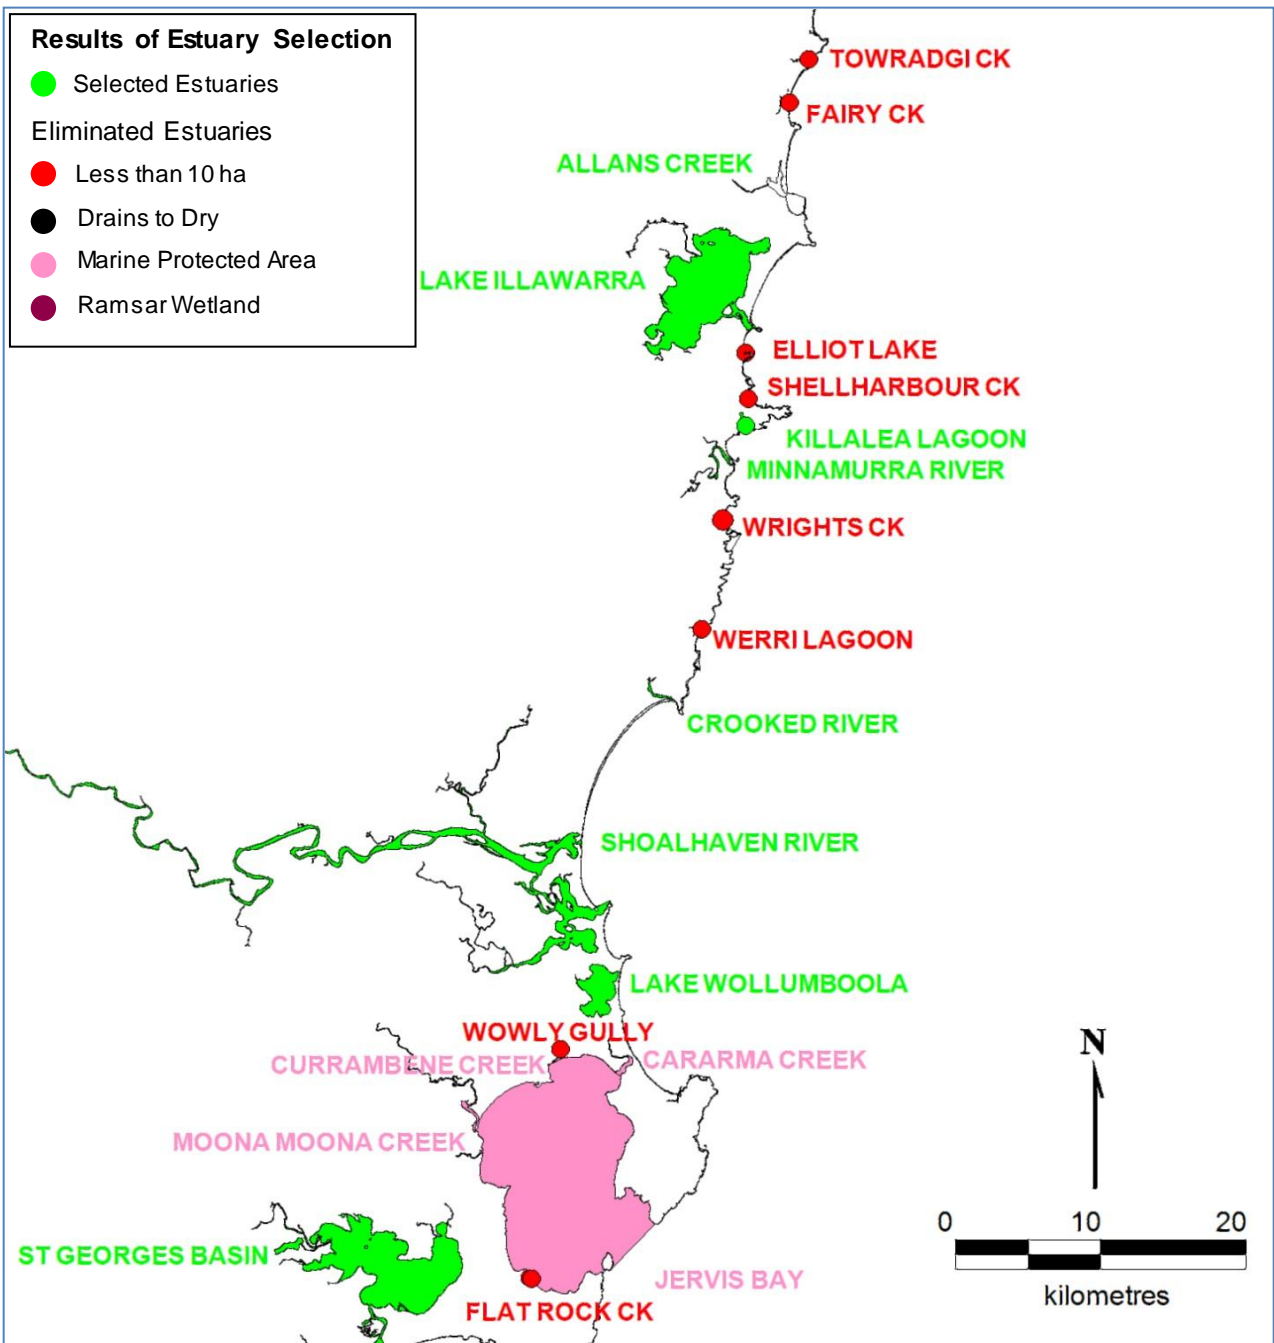 Results of Estuary Selection
Selected Estuaries
Eliminated Estuaries
Less than 10 ha
Drains to Dry
Marine Protected Area
Ramsar Wetland
TOWRADGI CK
FAIRY CK
ALLANS CREEK
LAKE ILLAWARRA
ELLIOT LAKE
SHELLHARBOUR CK
KILLALEA LAGOON
MINNAMURRA RIVER
WRIGHTS CK
WERRI LAGOON
CROOKED RIVER
SHOALHAVEN RIVER
LAKE WOLLUMBOOLA
WOWLY GULLY
CURRAMBENE CREEK
CARARMA CREEK
MOONA MOONA CREEK
ST GEORGES BASIN
JERVIS BAY
FLAT ROCK CK
N
0 10 20
kilometres